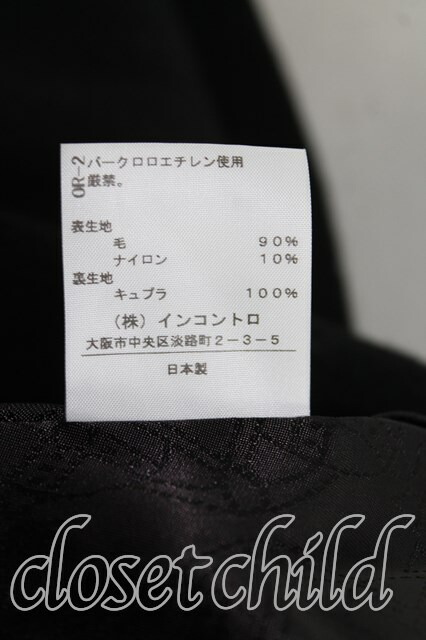 OR-2
パークロロエチレン使用
厳禁。
表生地
毛 90%
ナイロン 10%
裏生地
キュプラ 100%
(株) インコントロ
大阪市中央区淡路町2-3-5
日本製
closet child